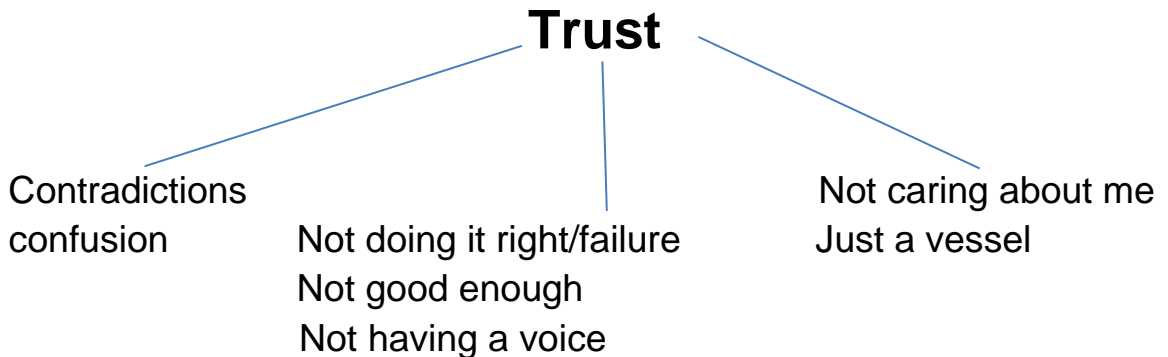 Trust
Contradictions
confusion
Not doing it right/failure
Not good enough
Not having a voice
Not caring about me
Just a vessel